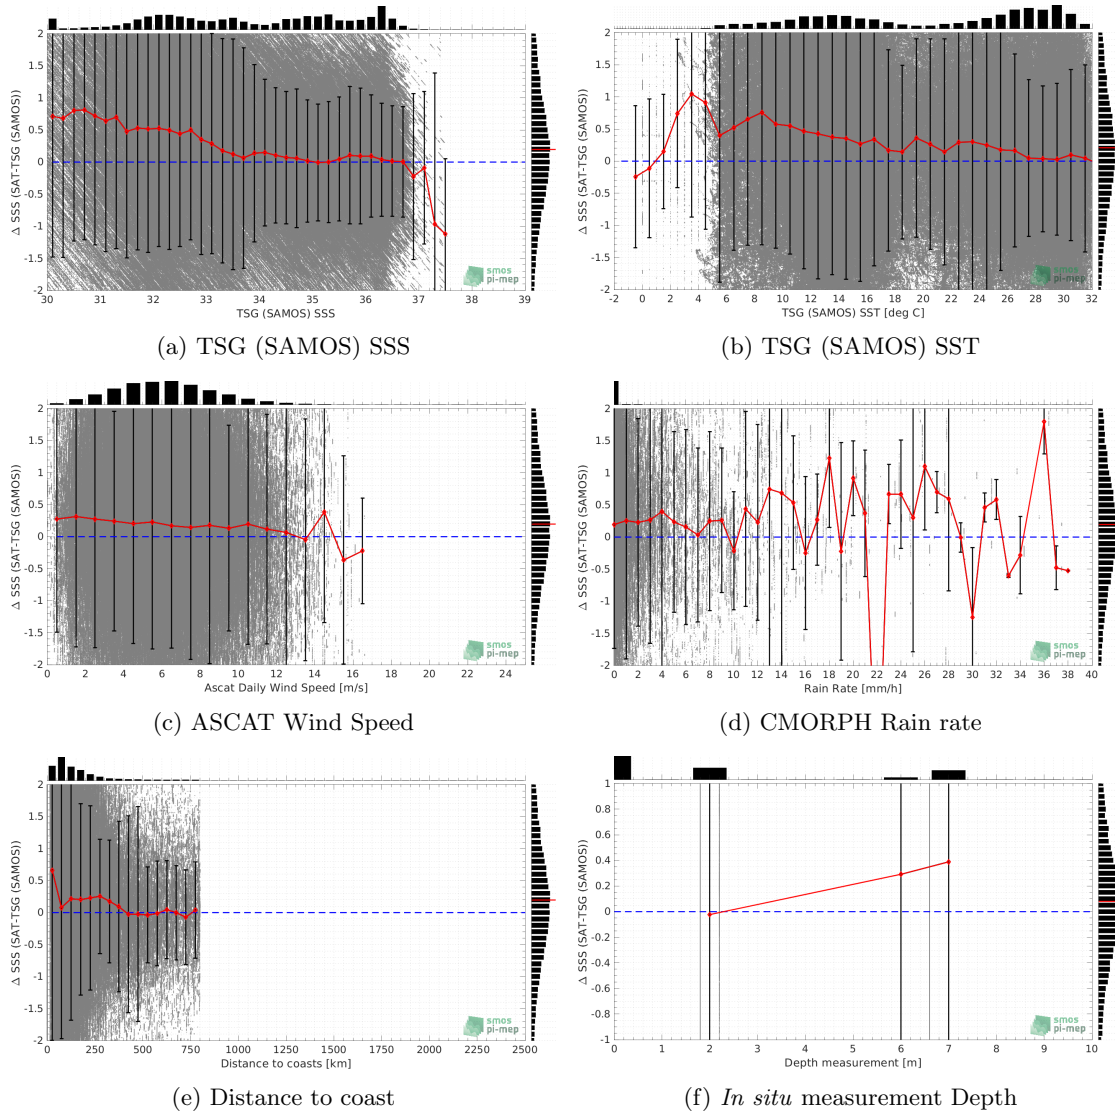 2
1.5
1
0.5
0
-0.5
-1
-1.5
-2
Δ SSS (SAT-TSG (SAMOS))
30 31 32 33 34 35 36 37 38 39
TSG (SAMOS) SSS
smos
pi-mep
(a) TSG (SAMOS) SSS
2
1.5
1
0.5
0
-0.5
-1
-1.5
-2
Δ SSS (SAT-TSG (SAMOS))
-2 0 2 4 6 8 10 12 14 16 18 20 22 24 26 28 30 32
TSG (SAMOS) SST [deg C]
smos
pi-mep
(b) TSG (SAMOS) SST
2
1.5
1
0.5
0
-0.5
-1
-1.5
-2
Δ SSS (SAT-TSG (SAMOS))
0 2 4 6 8 10 12 14 16 18 20 22 24
Ascat Daily Wind Speed [m/s]
smos
pi-mep
(c) ASCAT Wind Speed
2
1.5
1
0.5
0
-0.5
-1
-1.5
-2
Δ SSS (SAT-TSG (SAMOS))
0 2 4 6 8 10 12 14 16 18 20 22 24 26 28 30 32 34 36 38 40
Rain Rate [mm/h]
smos
pi-mep
(d) CMORPH Rain rate
2
1.5
1
0.5
0
-0.5
-1
-1.5
-2
Δ SSS (SAT-TSG (SAMOS))
0 250 500 750 1000 1250 1500 1750 2000 2250 2500
Distance to coasts [km]
smos
pi-mep
(e) Distance to coast
1
0.8
0.6
0.4
0.2
0
-0.2
-0.4
-0.6
-0.8
-1
Δ SSS (SAT-TSG (SAMOS))
0 1 2 3 4 5 6 7 8 9 10
Depth measurement [m]
smos
pi-mep
(f) In situ measurement Depth